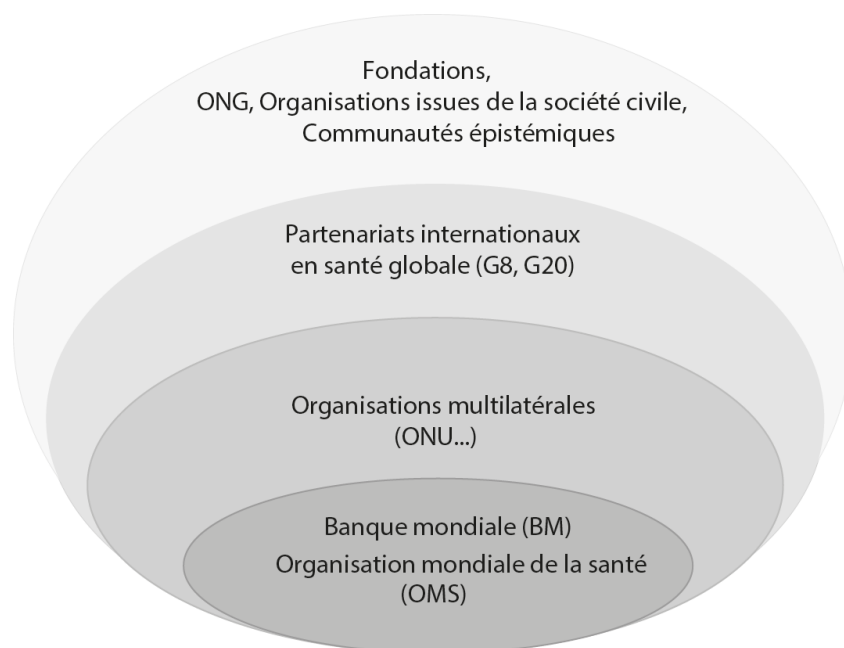 Fondations,
ONG, Organisations issues de la société civile,
Communautés épistémiques
Partenariats internationaux
en santé globale (G8, G20)
Organisations multilatérales
(ONU...)
Banque mondiale (BM)
Organisation mondiale de la santé
(OMS)